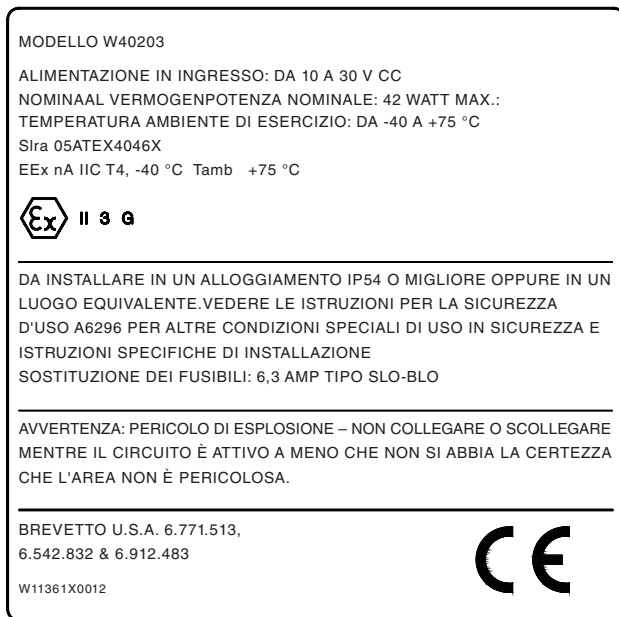 MODELLO W40203
ALIMENTAZIONE IN INGRESSO: DA 10 A 30 V CC
NOMINAAL VERMOGENPOTENZA NOMINALE: 42 WATT MAX.:
TEMPERATURA AMBIENTE DI ESERCIZIO: DA -40 A +75 °C
SIra 05ATEX4046X
EEx nA IIC T4, -40 °C Tamb +75 °C
Ex II 3 G
DA INSTALLARE IN UN ALLOGGIAMENTO IP54 O MIGLIORE OPPURE IN UN
LUOGO EQUIVALENTE.VEDERE LE ISTRUZIONI PER LA SICUREZZA
D'USO A6296 PER ALTRE CONDIZIONI SPECIALI DI USO IN SICUREZZA E
ISTRUZIONI SPECIFICHE DI INSTALLAZIONE
SOSTITUZIONE DEI FUSIBILI: 6,3 AMP TIPO SLO-BLO
AVVERTENZA: PERICOLO DI ESPLOSIONE – NON COLLEGARE O SCOLLEGARE
MENTRE IL CIRCUITO È ATTIVO A MENO CHE NON SI ABBIA LA CERTEZZA
CHE L'AREA NON È PERICOLOSA.
BREVETTO U.S.A. 6.771.513,
6.542.832 & 6.912.483
CE
W11361X0012